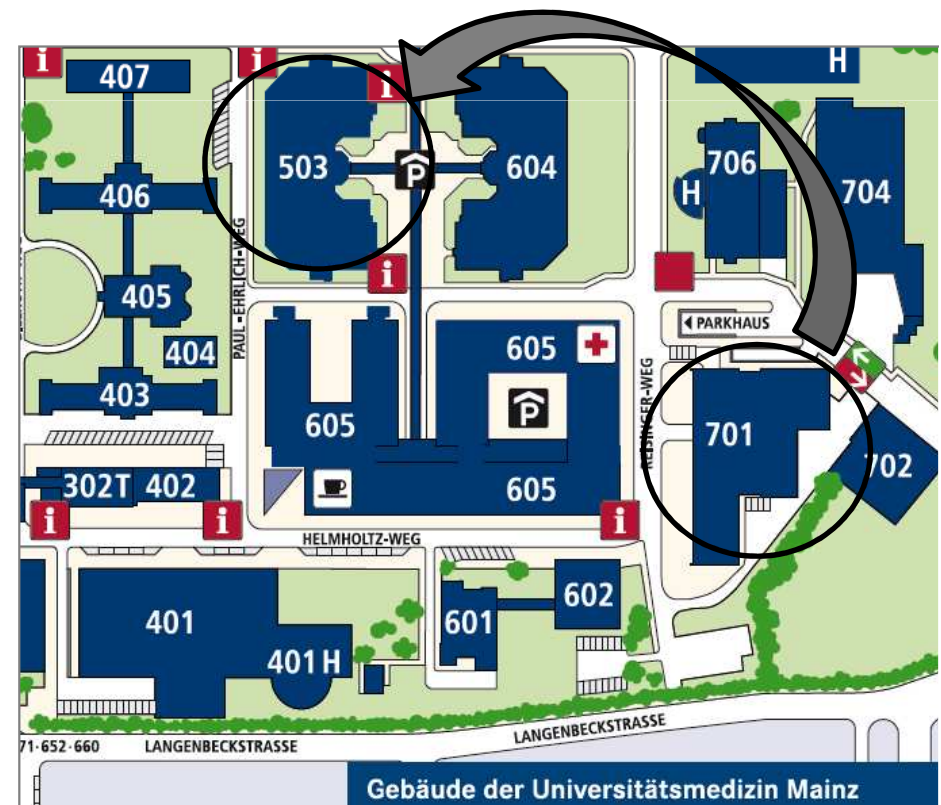 i
i
407
H
i
503
P
604
706
H
704
406
PAUL-EHRLICH-WEG
i
405
PARKHAUS
404
605
403
605
P
REISINGER-WEG
701
702
302T
402
605
i
i
i
HELMHOLTZ-WEG
401
401 H
601
602
71·652·660
LANGENBECKSTRASSE
LANGENBECKSTRASSE
Gebäude der Universitätsmedizin Mainz